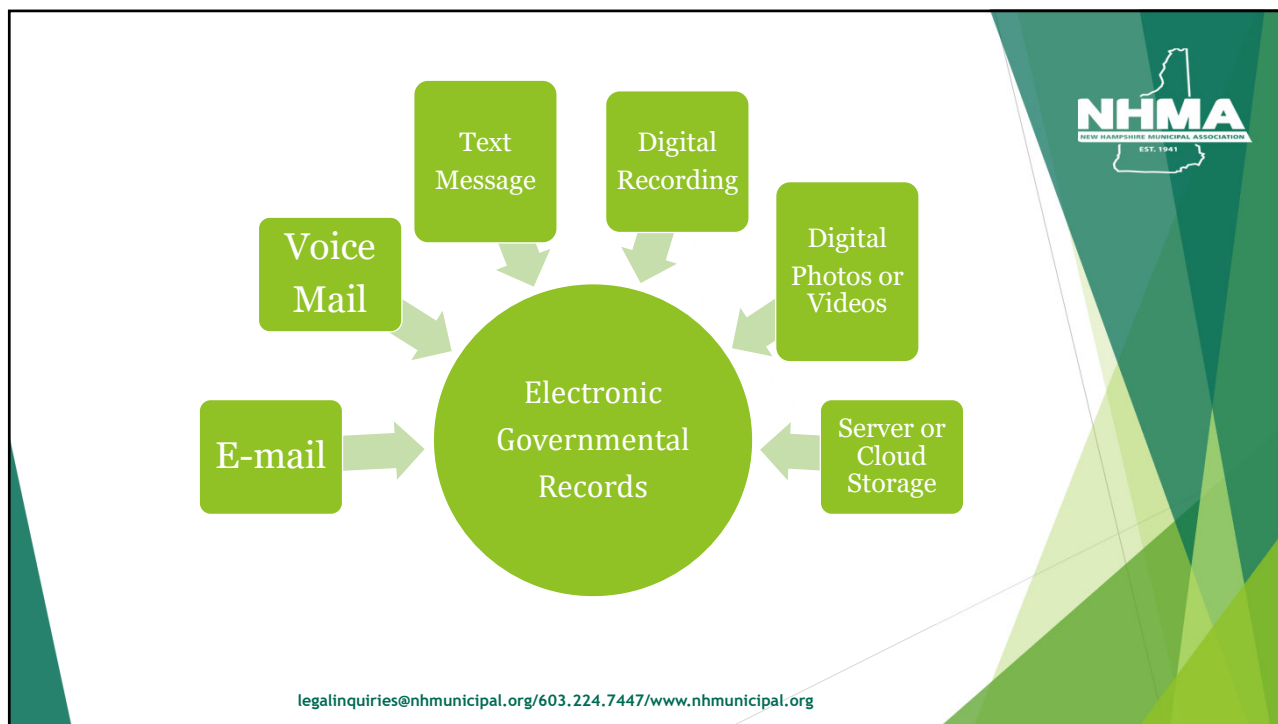 NHMA
NEW HAMPSHIRE MUNICIPAL ASSOCIATION
EST. 1941
Text
Message
Digital
Recording
Digital
Photos or
Videos
Voice
Mail
E-mail
Server or
Cloud
Storage
Electronic
Governmental
Records
legalinquiries@nhmunicipal.org/603.224.7447/www.nhmunicipal.org